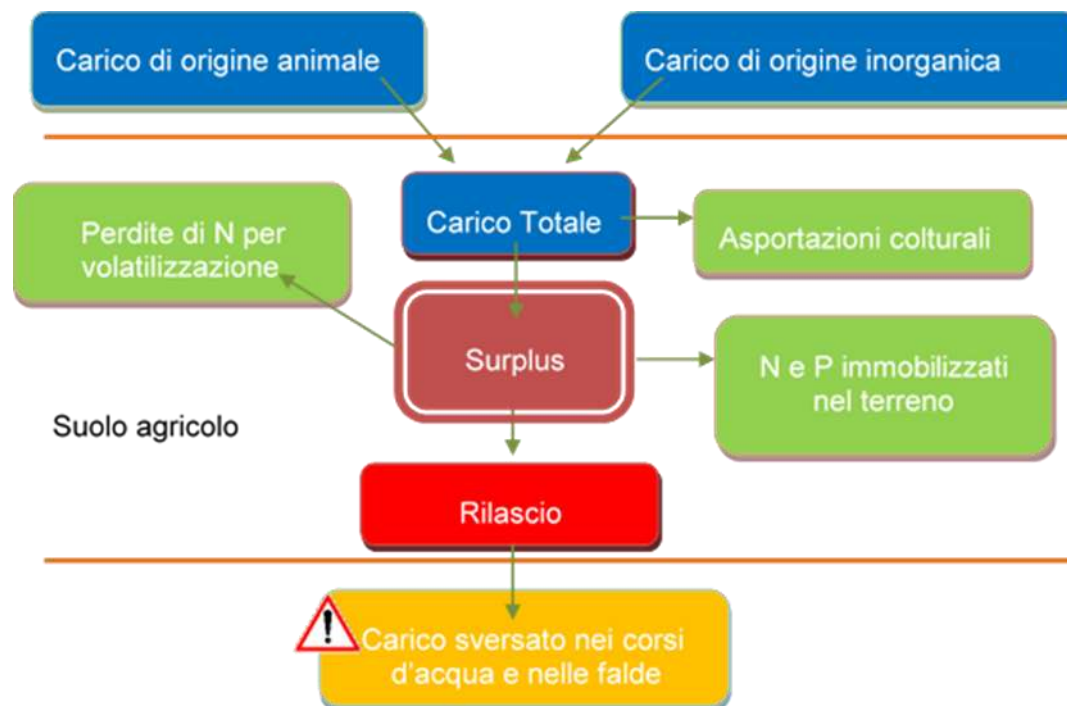 Carico di origine animale
Carico di origine inorganica
Carico Totale
Perdite di N per
volatilizzazione
Asportazioni colturali
Surplus
N e P immobilizzati
nel terreno
Suolo agricolo
Rilascio
Carico sversato nei corsi
d'acqua e nelle falde